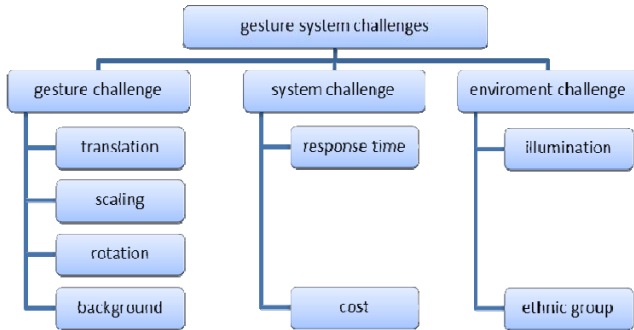 gesture system challenges
gesture challenge
system challenge
enviroment challenge
translation
response time
illumination
scaling
rotation
background
cost
ethnic group